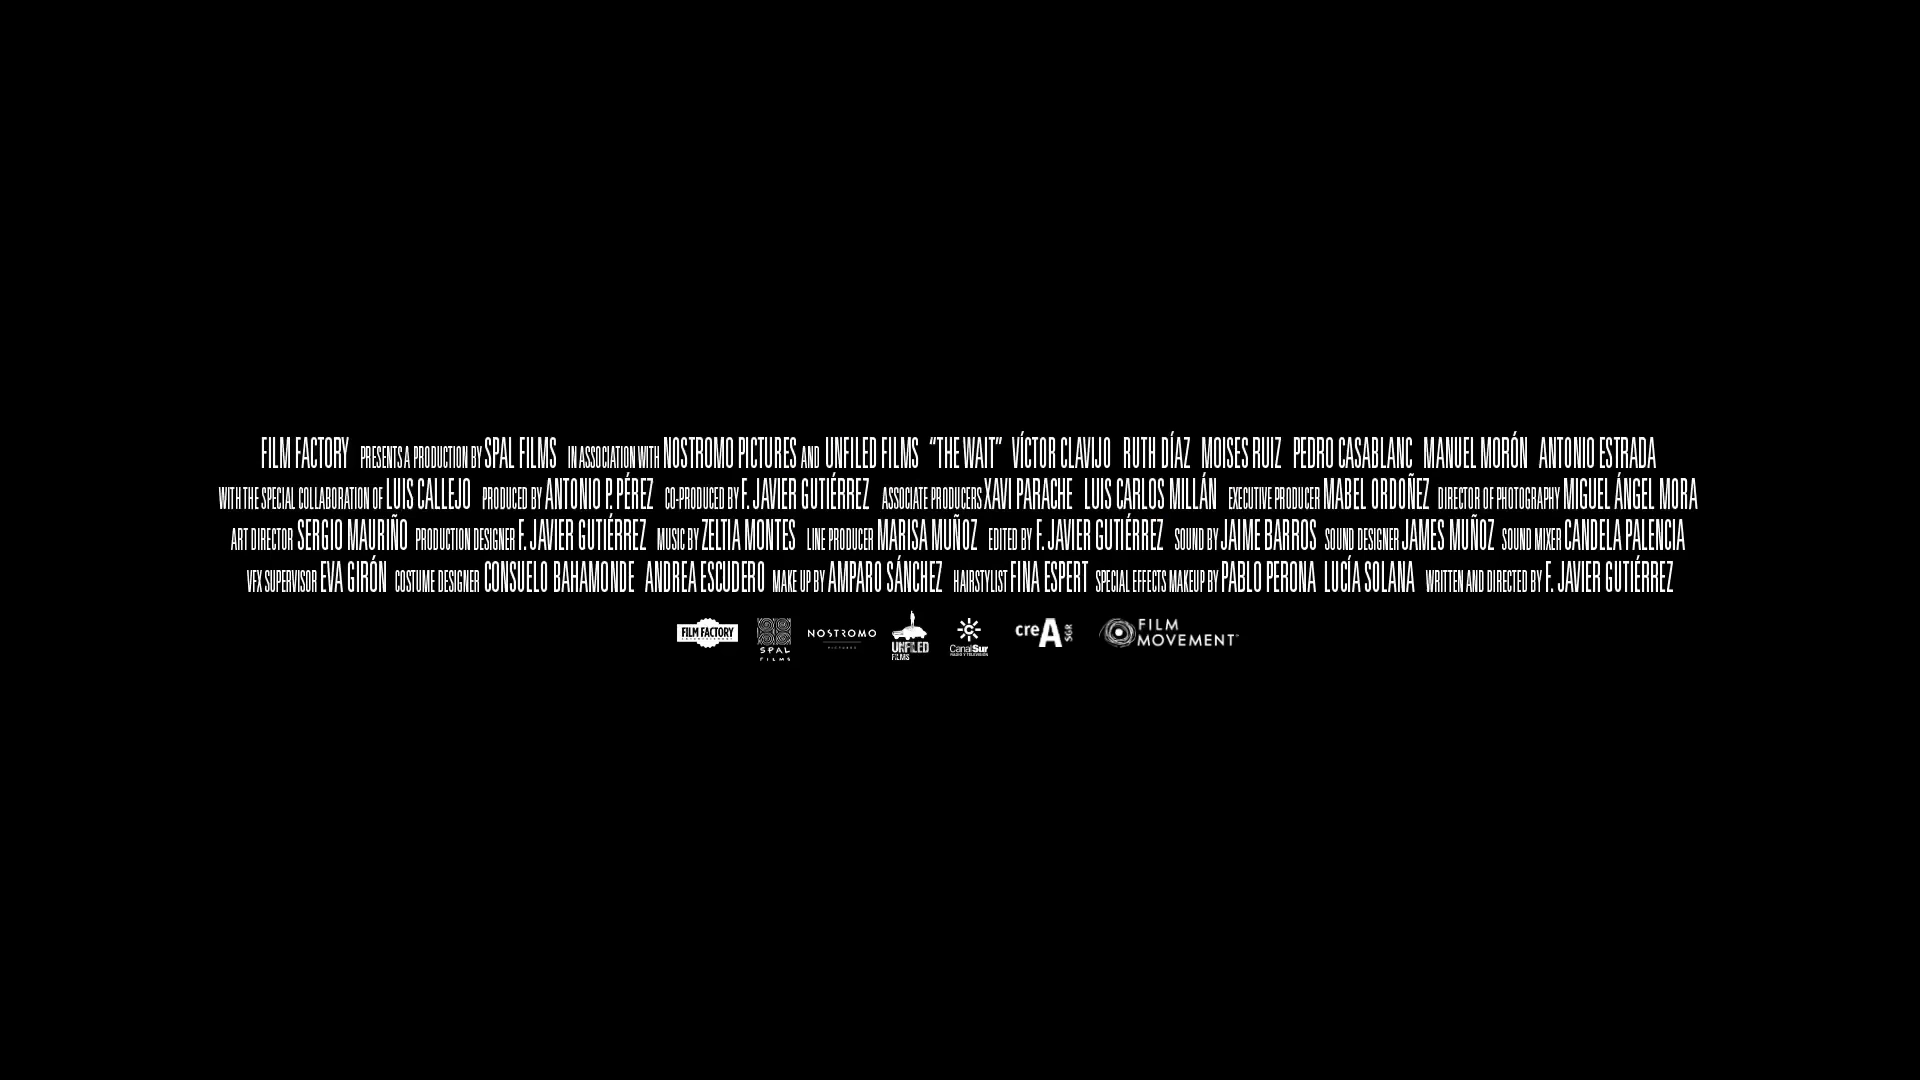 FILM FACTORY PRESENTS A PRODUCTION BY SPAL FILMS IN ASSOCIATION WITH NOSTROMO PICTURES AND UNFILED FILMS “THE WAIT” VÍCTOR CLAVIJO RUTH DÍAZ MOISES RUIZ PEDRO CASABLANC MANUEL MORÓN ANTONIO ESTRADA
WITH THE SPECIAL COLLABORATION OF LUIS CALLEJO PRODUCED BY ANTONIO P. PÉREZ CO-PRODUCED BY F. JAVIER GUTIÉRREZ ASSOCIATE PRODUCERS XAVI PARACHE LUIS CARLOS MILLÁN EXECUTIVE PRODUCER MABEL ORDOÑEZ DIRECTOR OF PHOTOGRAPHY MIGUEL ÁNGEL MORA
ART DIRECTOR SERGIO MAURIÑO PRODUCTION DESIGNER F. JAVIER GUTIÉRREZ MUSIC BY ZELTIA MONTES LINE PRODUCER MARISA MUÑOZ EDITED BY F. JAVIER GUTIÉRREZ SOUND BY JAIME BARROS SOUND DESIGNER JAMES MUÑOZ SOUND MIXER CANDELA PALENCIA
VFX SUPERVISOR EVA GIRÓN COSTUME DESIGNER CONSUELO BAHAMONDE ANDREA ESCUDERO MAKE UP BY AMPARO SÁNCHEZ HAIRSTYLIST FINA ESPERT SPECIAL EFFECTS MAKEUP BY PABLO PERONA LUCÍA SOLANA WRITTEN AND DIRECTED BY F. JAVIER GUTIÉRREZ
FILM FACTORY
ENTERTAINMENT
SPAL
FILMS
NOSTROMO
PICTURES
UNFILED
FILMS
CanalSur
RADIO Y TELEVISIÓN
creA SGR
FILM
MOVEMENT